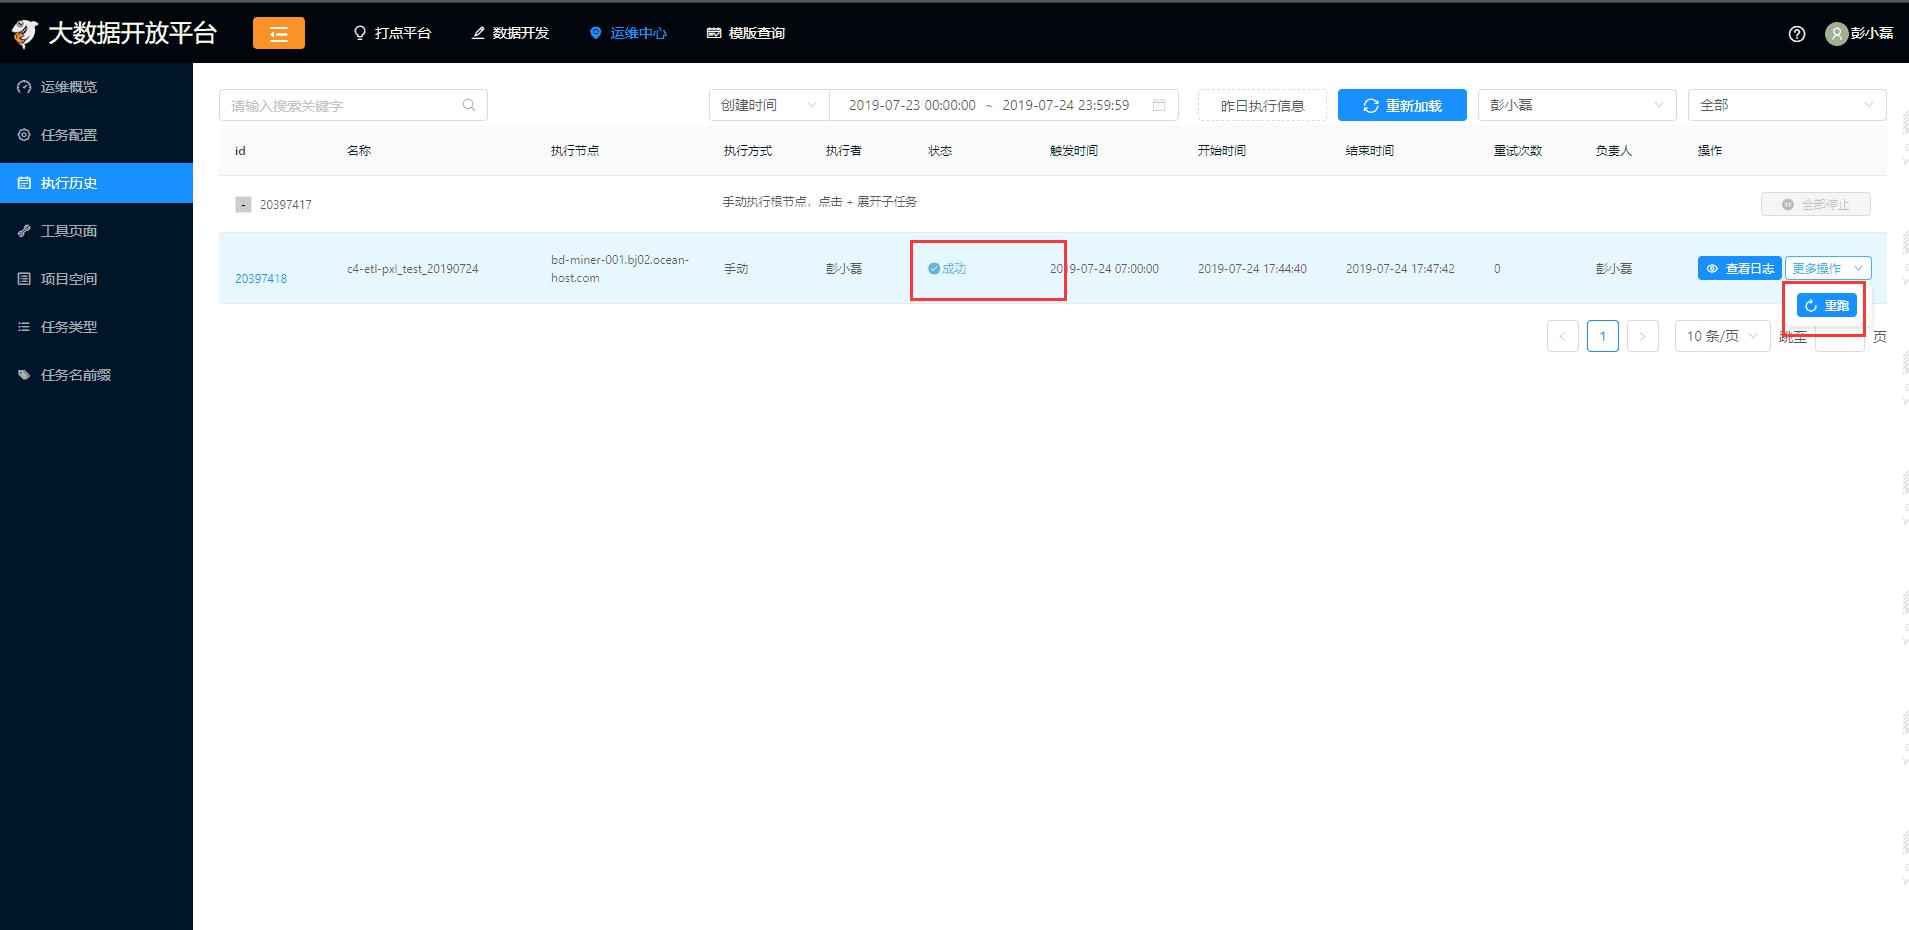 大数据开放平台
打点平台
数据开发
运维中心
模版查询
彭小磊
运维概览
任务配置
执行历史
工具页面
项目空间
任务类型
任务名前缀
请输入搜索关键字
创建时间
2019-07-23 00:00:00 ~ 2019-07-24 23:59:59
昨日执行信息
重新加载
彭小磊
全部
id 名称 执行节点 执行方式 执行者 状态 触发时间 开始时间 结束时间 重试次数 负责人 操作
- 20397417 手动执行根节点，点击 + 展开子任务 全部停止
20397418 c4-etl-pxl_test_20190724
bd-miner-001.bj02.ocean-
host.com
手动 彭小磊 成功 2019-07-24 07:00:00 2019-07-24 17:44:40 2019-07-24 17:47:42 0 彭小磊 查看日志 更多操作
重跑
< 1 > 10 条/页 跳至 页